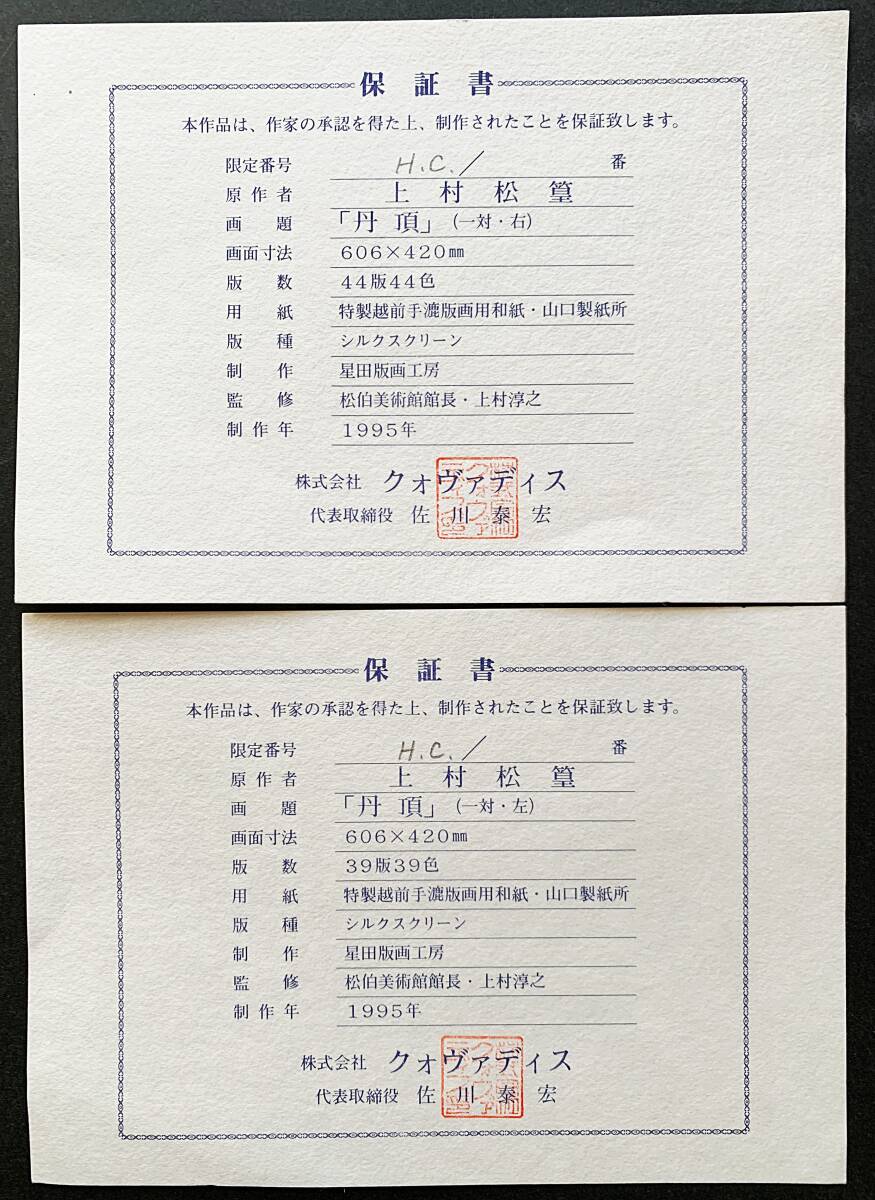 保証書
本作品は、作家の承認を得た上、制作されたことを保証致します。
限定番号 H.C./ 番
原作者 上村松篁
画題 「丹頂」(一対・右)
画面寸法 606×420㎜
版数 44版44色
用紙 特製越前手漉版画用和紙・山口製紙所
版種 シルクスクリーン
制作 星田版画工房
監修 松伯美術館館長・上村淳之
制作年 1995年
株式会社 クォヴァディス
代表取締役 佐川泰宏
保証書
本作品は、作家の承認を得た上、制作されたことを保証致します。
限定番号 H.C./ 番
原作者 上村松篁
画題 「丹頂」(一対・左)
画面寸法 606×420㎜
版数 39版39色
用紙 特製越前手漉版画用和紙・山口製紙所
版種 シルクスクリーン
制作 星田版画工房
監修 松伯美術館館長・上村淳之
制作年 1995年
株式会社 クォヴァディス
代表取締役 佐川泰宏